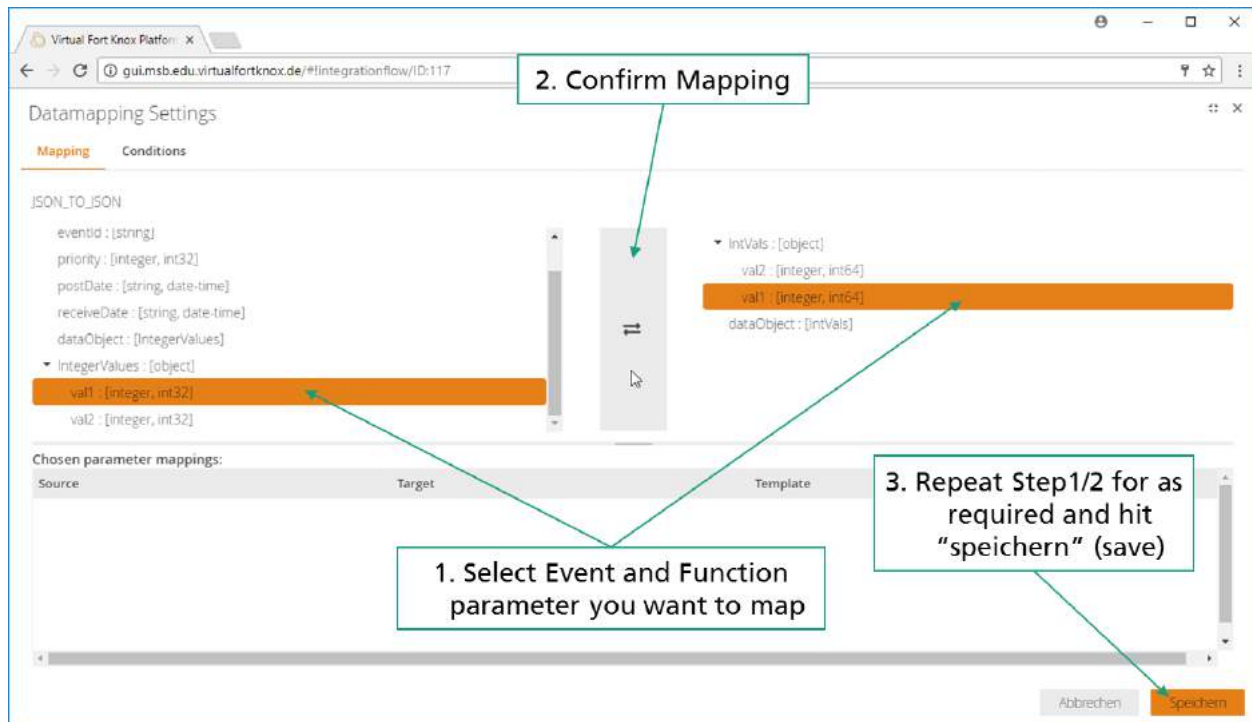 Virtual Fort Knox Platform
gui.msb.edu.virtualfortknox.de/#!integrationflow/ID:117
2. Confirm Mapping
Datamapping Settings
Mapping Conditions
JSON_TO_JSON
eventId : [string]
priority : [integer, int32]
postDate : [string, date-time]
receiveDate : [string, date-time]
dataObject : [IntegerValues]
IntegerValues : [object]
val1 : [integer, int32]
val2 : [integer, int32]
IntVals : [object]
val2 : [integer, int64]
val1 : [integer, int64]
dataObject : [intVals]
Chosen parameter mappings:
Source Target Template
1. Select Event and Function
parameter you want to map
3. Repeat Step1/2 for as
required and hit
“speichern” (save)
Abbrechen Speichern